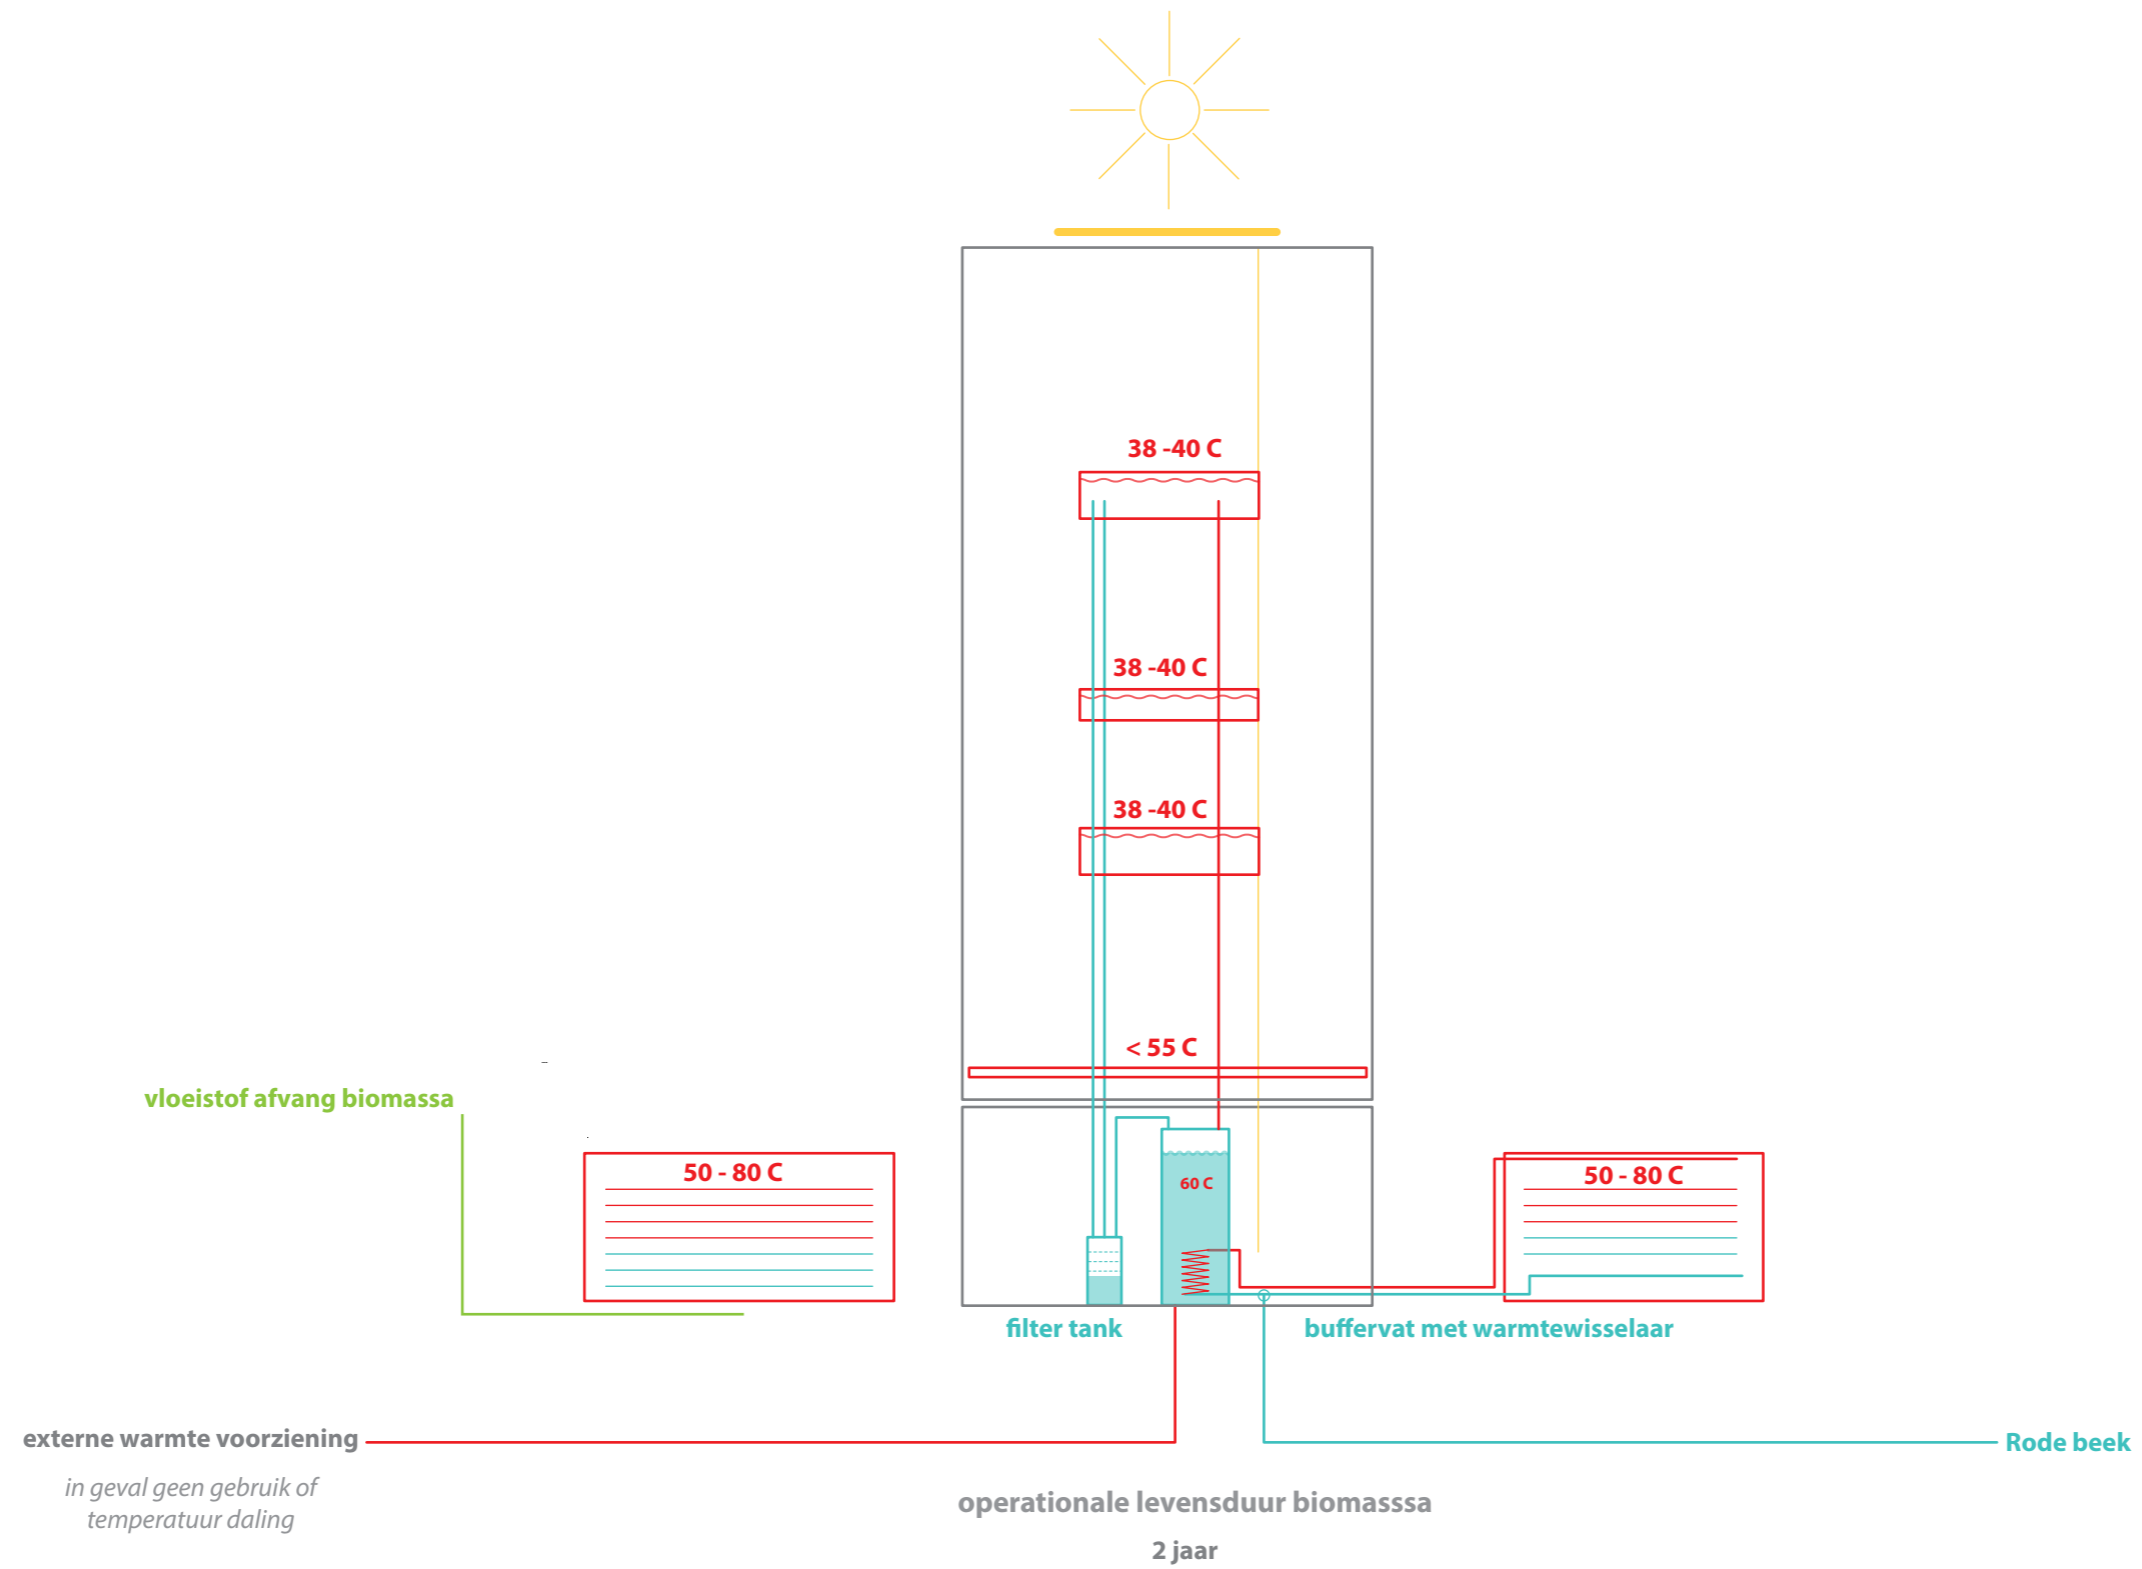 38 -40 C
38 -40 C
38 -40 C
< 55 C
vloeistof afvang biomassa
50 - 80 C
60 C
50 - 80 C
filter tank
buffervat met warmtewisselaar
externe warmte voorziening
in geval geen gebruik of
temperatuur daling
Rode beek
operationale levensduur biomasssa
2 jaar